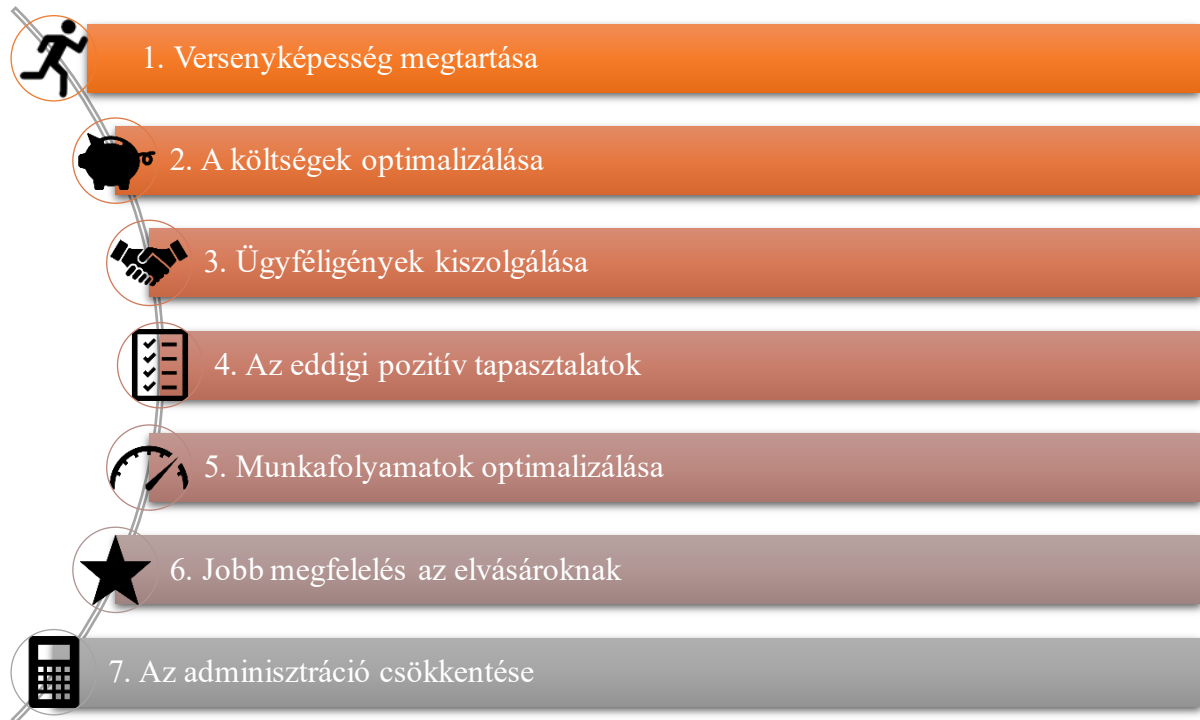 1. Versenyképesség megtartása
2. A költségek optimalizálása
3. Ügyféligények kiszolgálása
4. Az eddigi pozitív tapasztalatok
5. Munkafolyamatok optimalizálása
6. Jobb megfelelés az elvásároknak
7. Az adminisztráció csökkentése